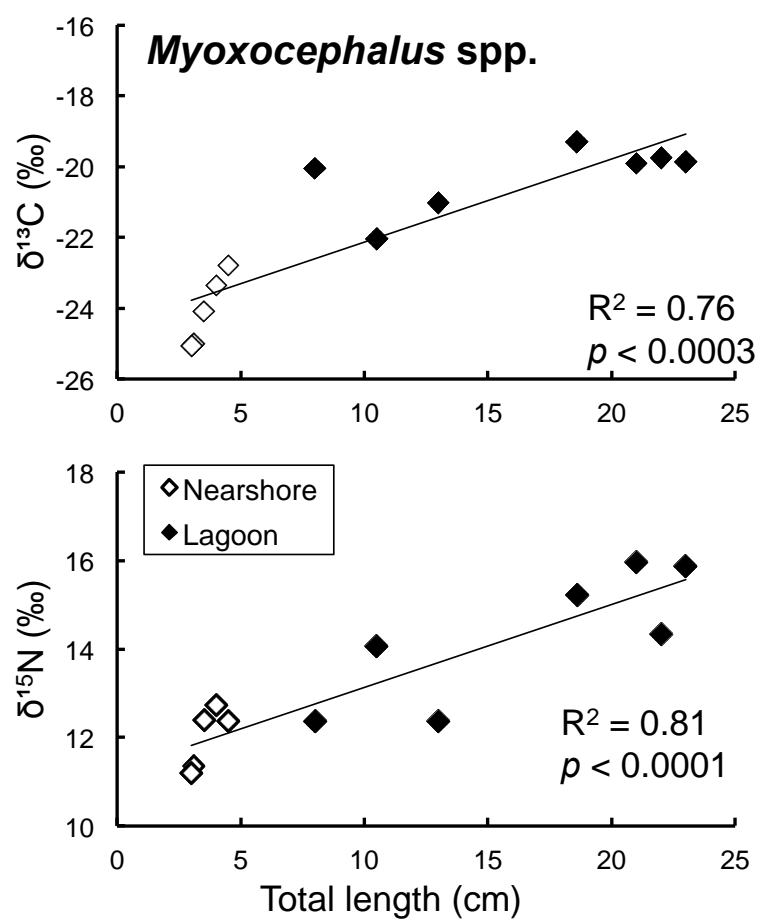 Myoxocephalus spp.
-16
-18
-20
-22
-24
-26
δ¹³C (‰)
R² = 0.76
p < 0.0003
0 5 10 15 20 25
18
16
14
12
10
δ¹⁵N (‰)
Nearshore
Lagoon
R² = 0.81
p < 0.0001
0 5 10 15 20 25
Total length (cm)